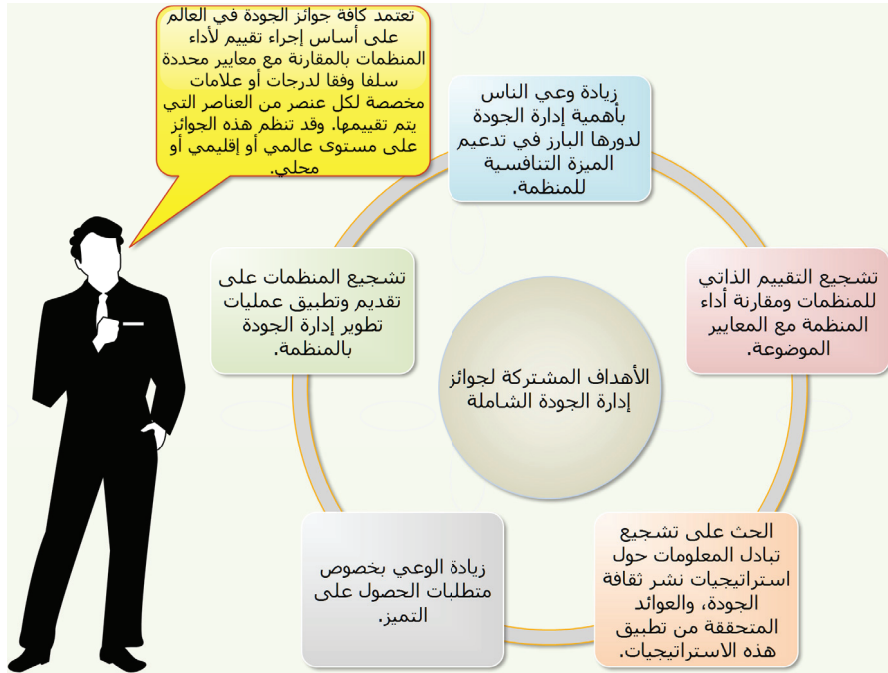 تعتمد كافة جوائز الجودة في العالم
على أساس إجراء تقييم لأداء
المنظمات بالمقارنة مع معايير محددة
سلفا وفقا لدرجات أو علامات
مخصصة لكل عنصر من العناصر التي
يتم تقييمها. وقد تنظم هذه الجوائز
على مستوى عالمي أو إقليمي أو
محلي.
زيادة وعي الناس
بأهمية إدارة الجودة
لدورها البارز في تدعيم
الميزة التنافسية
للمنظمة.
تشجيع التقييم الذاتي
للمنظمات ومقارنة أداء
المنظمة مع المعايير
الموضوعة.
الحث على تشجيع
تبادل المعلومات حول
استراتيجيات نشر ثقافة
الجودة، والعوائد
المتحققة من تطبيق
هذه الاستراتيجيات.
زيادة الوعي بخصوص
متطلبات الحصول على
التميز.
تشجيع المنظمات على
تقديم وتطبيق عمليات
تطوير إدارة الجودة
بالمنظمة.
الأهداف المشتركة لجوائز
إدارة الجودة الشاملة